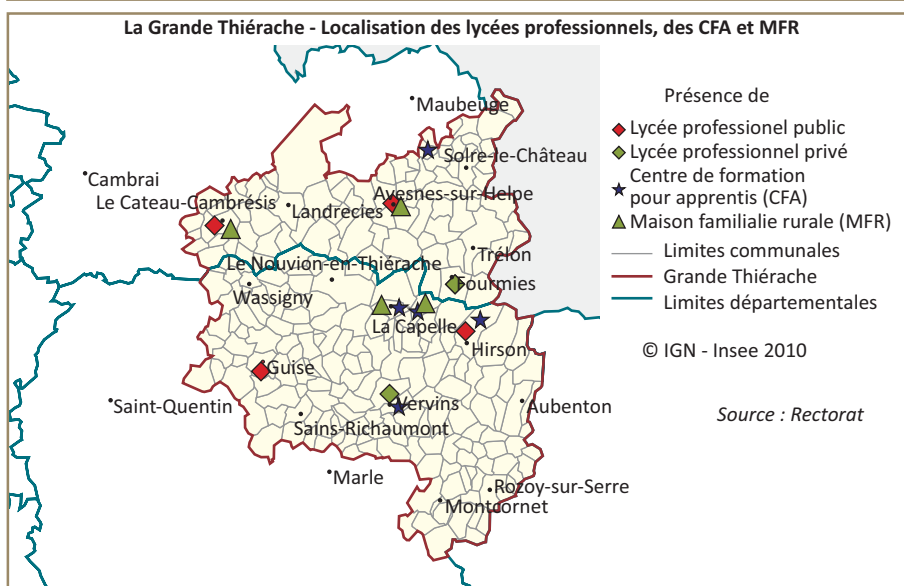 La Grande Thiérache - Localisation des lycées professionnels, des CFA et MFR
Maubeuge
Solre-le-Château
Cambrai
Le Cateau-Cambrésis
Landrecies
Avesnes-sur-Helpe
Trélon
Le Nouvion-en-Thiérache
Fourmies
Wassigny
La Capelle
Hirson
Guise
Saint-Quentin
Vervins
Aubenton
Sains-Richaumont
Marle
Rozoy-sur-Serre
Montcornet
Présence de
Lycée professionel public
Lycée professionnel privé
Centre de formation
pour apprentis (CFA)
Maison familialie rurale (MFR)
Limites communales
Grande Thiérache
Limites départementales
© IGN - Insee 2010
Source : Rectorat